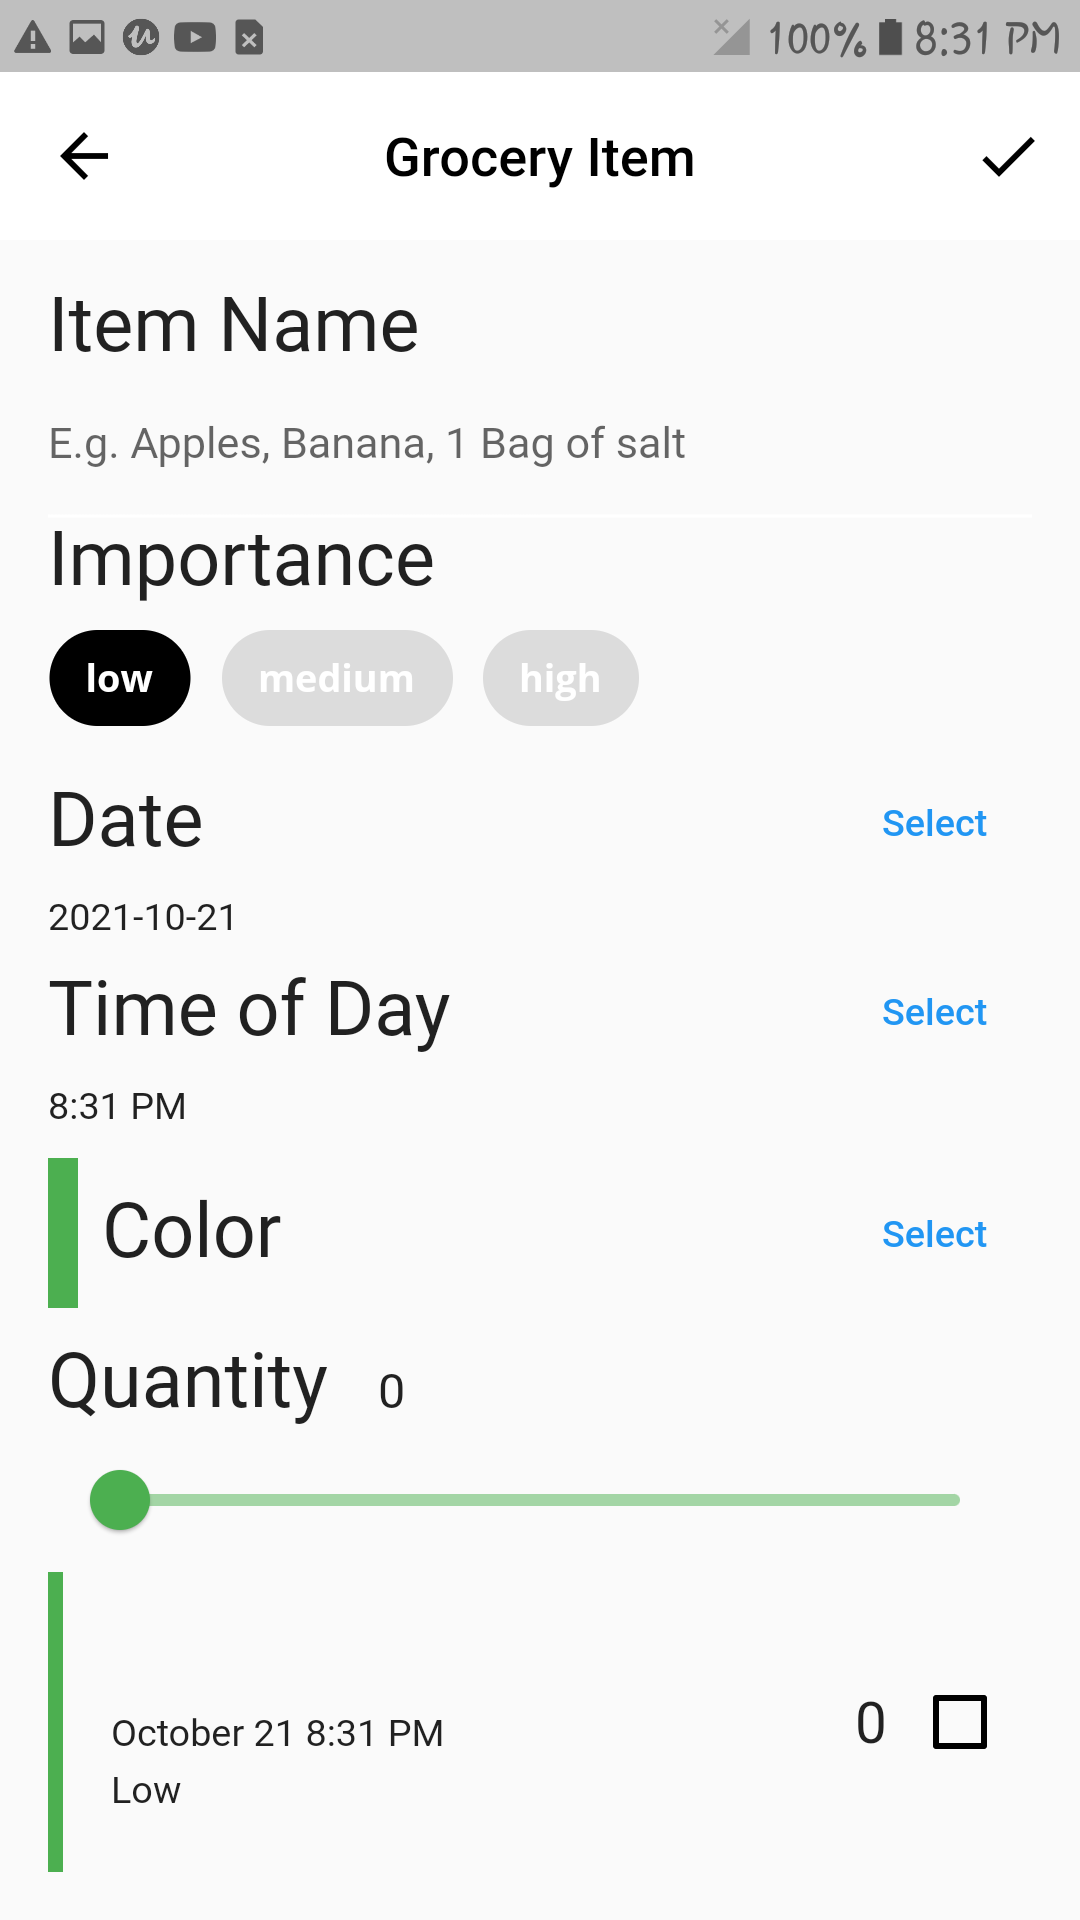 100% 8:31 PM
Grocery Item
Item Name
E.g. Apples, Banana, 1 Bag of salt
Importance
low medium high
Date Select
2021-10-21
Time of Day Select
8:31 PM
Color Select
Quantity 0
October 21 8:31 PM 0
Low